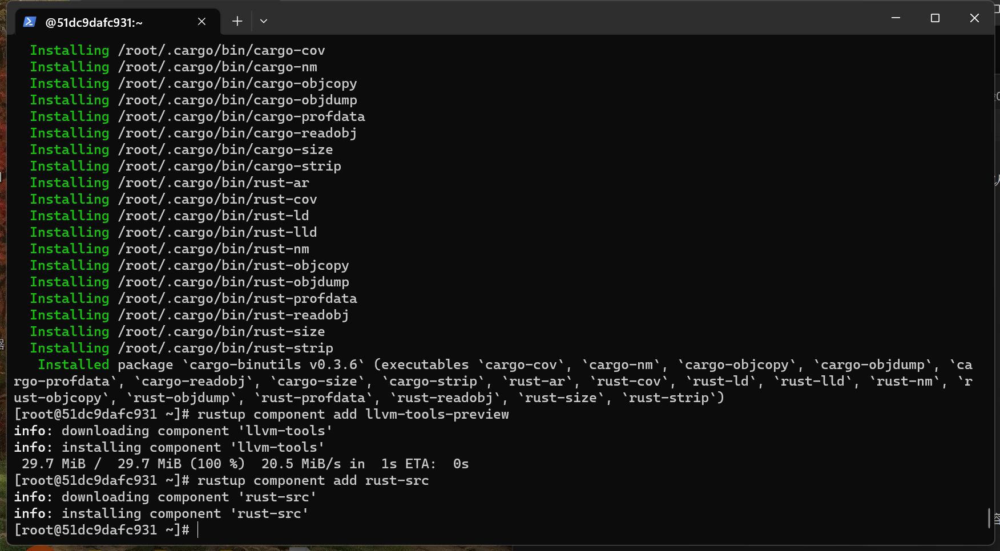 @51dc9dafc931:~
Installing /root/.cargo/bin/cargo-cov
Installing /root/.cargo/bin/cargo-nm
Installing /root/.cargo/bin/cargo-objcopy
Installing /root/.cargo/bin/cargo-objdump
Installing /root/.cargo/bin/cargo-profdata
Installing /root/.cargo/bin/cargo-readobj
Installing /root/.cargo/bin/cargo-size
Installing /root/.cargo/bin/cargo-strip
Installing /root/.cargo/bin/rust-ar
Installing /root/.cargo/bin/rust-cov
Installing /root/.cargo/bin/rust-ld
Installing /root/.cargo/bin/rust-lld
Installing /root/.cargo/bin/rust-nm
Installing /root/.cargo/bin/rust-objcopy
Installing /root/.cargo/bin/rust-objdump
Installing /root/.cargo/bin/rust-profdata
Installing /root/.cargo/bin/rust-readobj
Installing /root/.cargo/bin/rust-size
Installing /root/.cargo/bin/rust-strip
Installed package `cargo-binutils v0.3.6` (executables `cargo-cov`, `cargo-nm`, `cargo-objcopy`, `cargo-objdump`, `ca
rgo-profdata`, `cargo-readobj`, `cargo-size`, `cargo-strip`, `rust-ar`, `rust-cov`, `rust-ld`, `rust-lld`, `rust-nm`, `r
ust-objcopy`, `rust-objdump`, `rust-profdata`, `rust-readobj`, `rust-size`, `rust-strip`)
[root@51dc9dafc931 ~]# rustup component add llvm-tools-preview
info: downloading component 'llvm-tools'
info: installing component 'llvm-tools'
29.7 MiB /  29.7 MiB (100 %)  20.5 MiB/s in  1s ETA:  0s
[root@51dc9dafc931 ~]# rustup component add rust-src
info: downloading component 'rust-src'
info: installing component 'rust-src'
[root@51dc9dafc931 ~]#